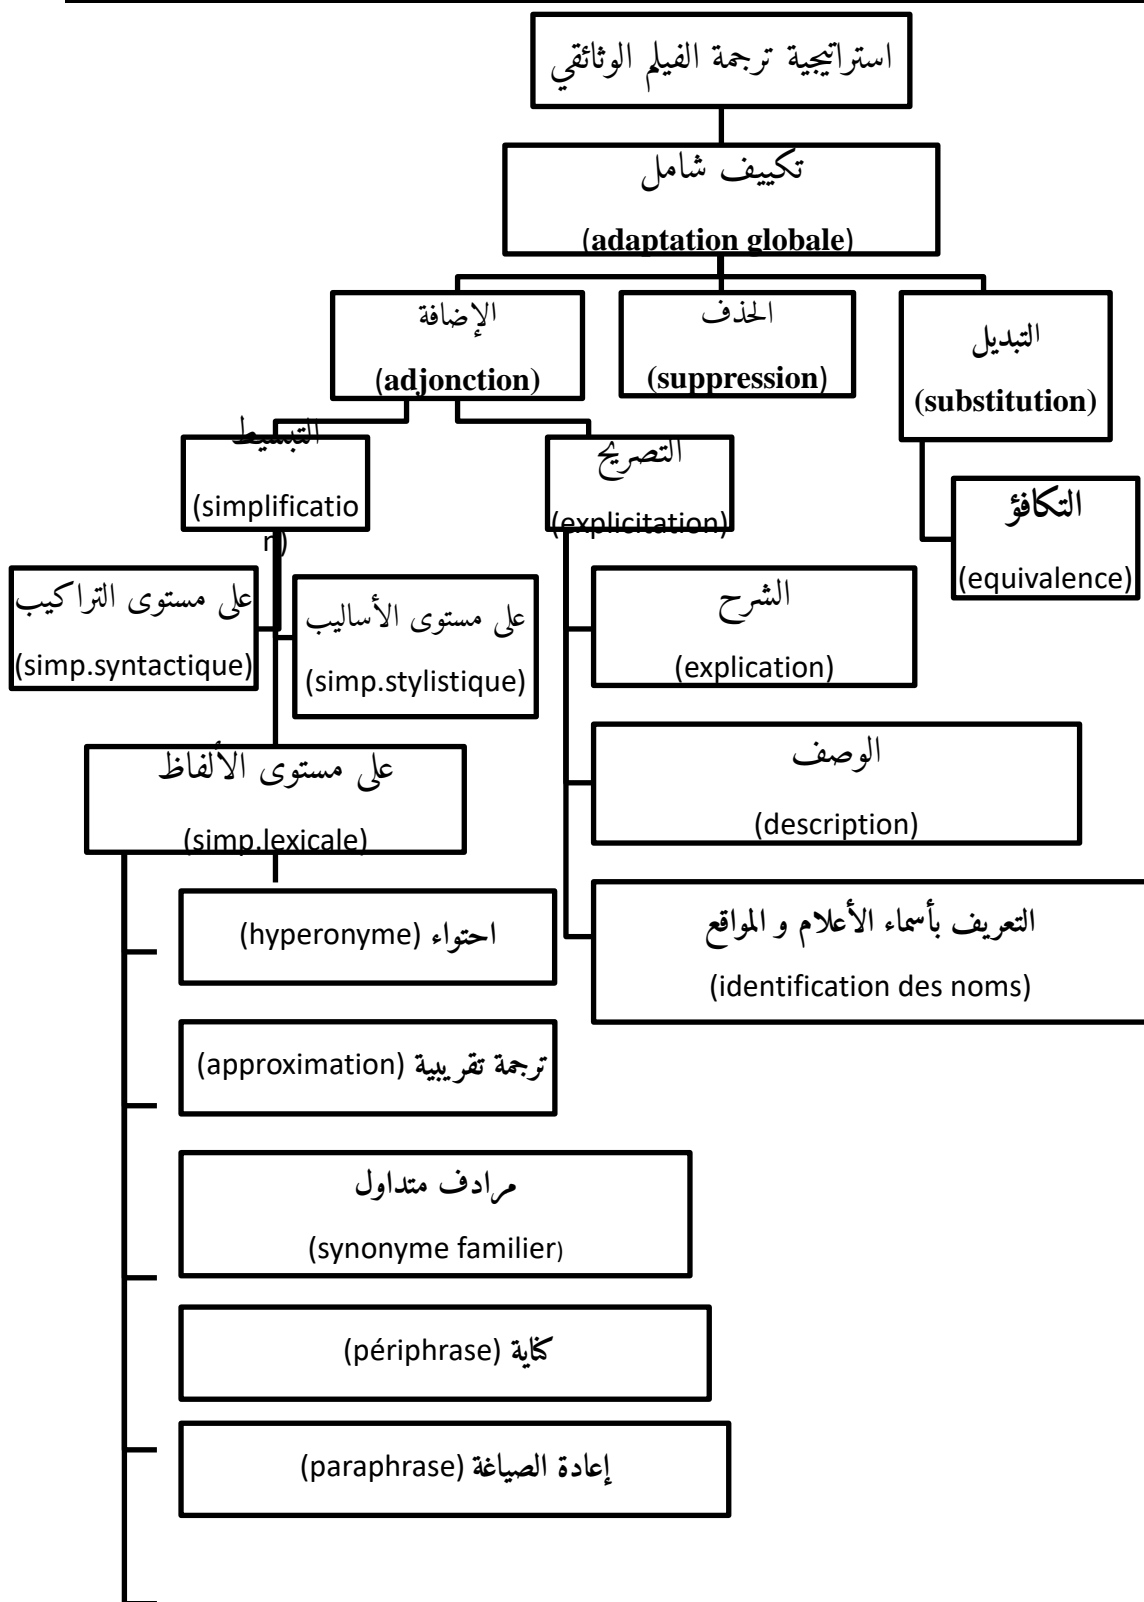 استراتيجية ترجمة الفيلم الوثائقي
تكييف شامل
(adaptation globale)
الإضافة
(adjonction)
الحذف
(suppression)
التبديل
(substitution)
التبسيط
(simplificatio
n)
التصريح
(explicitation)
التكافؤ
(equivalence)
على مستوى التراكيب
(simp.syntactique)
على مستوى الأساليب
(simp.stylistique)
الشرح
(explication)
على مستوى الألفاظ
(simp.lexicale)
الوصف
(description)
احتواء (hyperonyme)
التعريف بأسماء الأعلام و المواقع
(identification des noms)
ترجمة تقريبية (approximation)
مرادف متداول
(synonyme familier)
كناية (périphrase)
إعادة الصياغة (paraphrase)